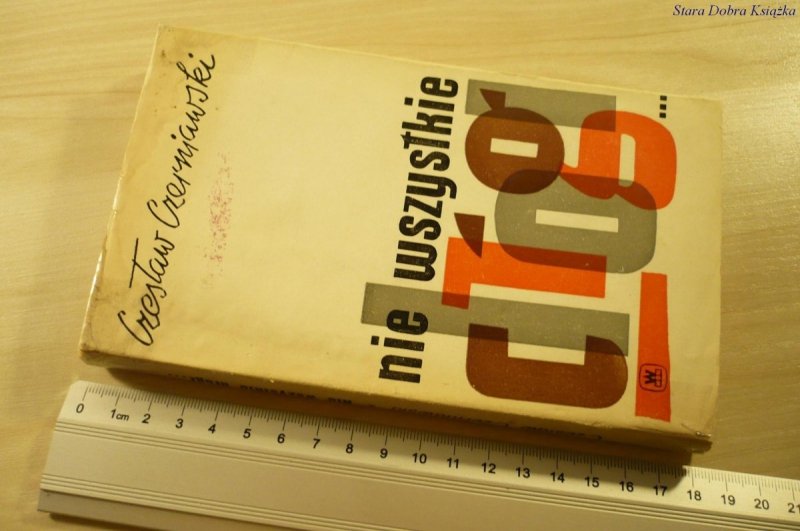 Stara Dobra Książka
Czesław Czerniawski
nie wszystkie
...
W
0 1cm 2 3 4 5 6 7 8 9 10 11 12 13 14 15 16 17 18 19 20 21